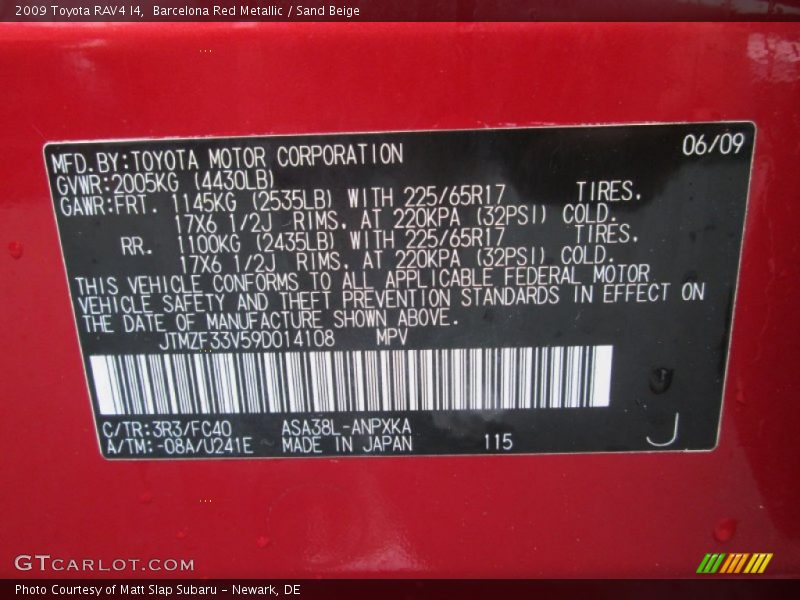 2009 Toyota RAV4 I4,  Barcelona Red Metallic / Sand Beige
06/09
MFD.BY:TOYOTA MOTOR CORPORATION
GVWR:2005KG (4430LB)
GAWR:FRT. 1145KG (2535LB) WITH 225/65R17 TIRES.
17X6 1/2J RIMS, AT 220KPA (32PSI) COLD.
RR. 1100KG (2435LB) WITH 225/65R17 TIRES.
17X6 1/2J RIMS, AT 220KPA (32PSI) COLD.
THIS VEHICLE CONFORMS TO ALL APPLICABLE FEDERAL MOTOR
VEHICLE SAFETY AND THEFT PREVENTION STANDARDS IN EFFECT ON
THE DATE OF MANUFACTURE SHOWN ABOVE.
JTMZF33V59D014108 MPV
C/TR:3R3/FC40 ASA38L-ANPXKA
A/TM:-08A/U241E MADE IN JAPAN 115 J
GTCARLOT.COM
Photo Courtesy of Matt Slap Subaru - Newark, DE